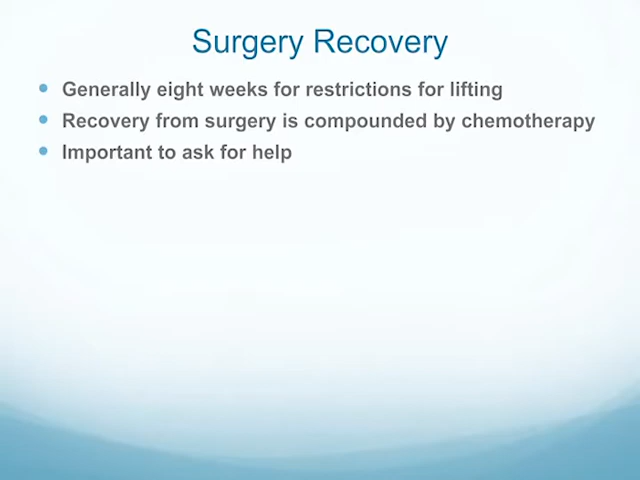 Surgery Recovery
Generally eight weeks for restrictions for lifting
Recovery from surgery is compounded by chemotherapy
Important to ask for help